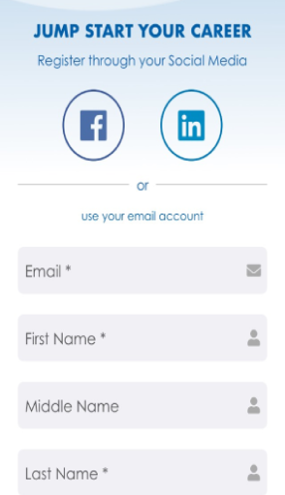 JUMP START YOUR CAREER
Register through your Social Media
in
or
use your email account
Email *
First Name *
Middle Name
Last Name *